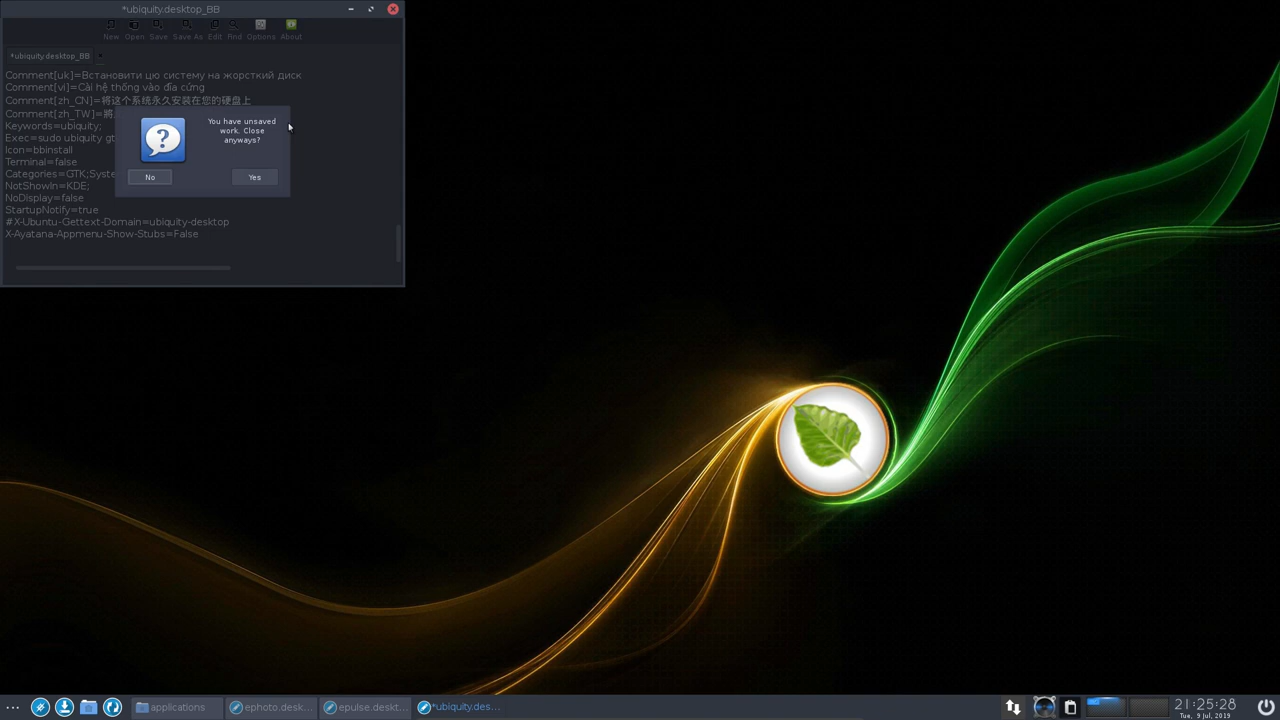 *ubiquity.desktop_BB
New Open Save Save As Edit Find Options About
*ubiquity.desktop_BB
Comment[uk]=Встановити цю систему на жорсткий диск
Comment[vi]=Cài hệ thống vào đĩa cứng
Comment[zh_CN]=将这个系统永久安装在您的硬盘上
Comment[zh_TW]=將
Keywords=ubiquity;
Exec=sudo ubiquity gt
Icon=bbinstall
Terminal=false
Categories=GTK;Syste
NotShowIn=KDE;
NoDisplay=false
StartupNotify=true
#X-Ubuntu-Gettext-Domain=ubiquity-desktop
X-Ayatana-Appmenu-Show-Stubs=False
You have unsaved
work. Close
anyways?
No Yes
applications ephoto.desk... epulse.deskt... *ubiquity.des...
21:25:28
Tue, 9 Jul, 2019